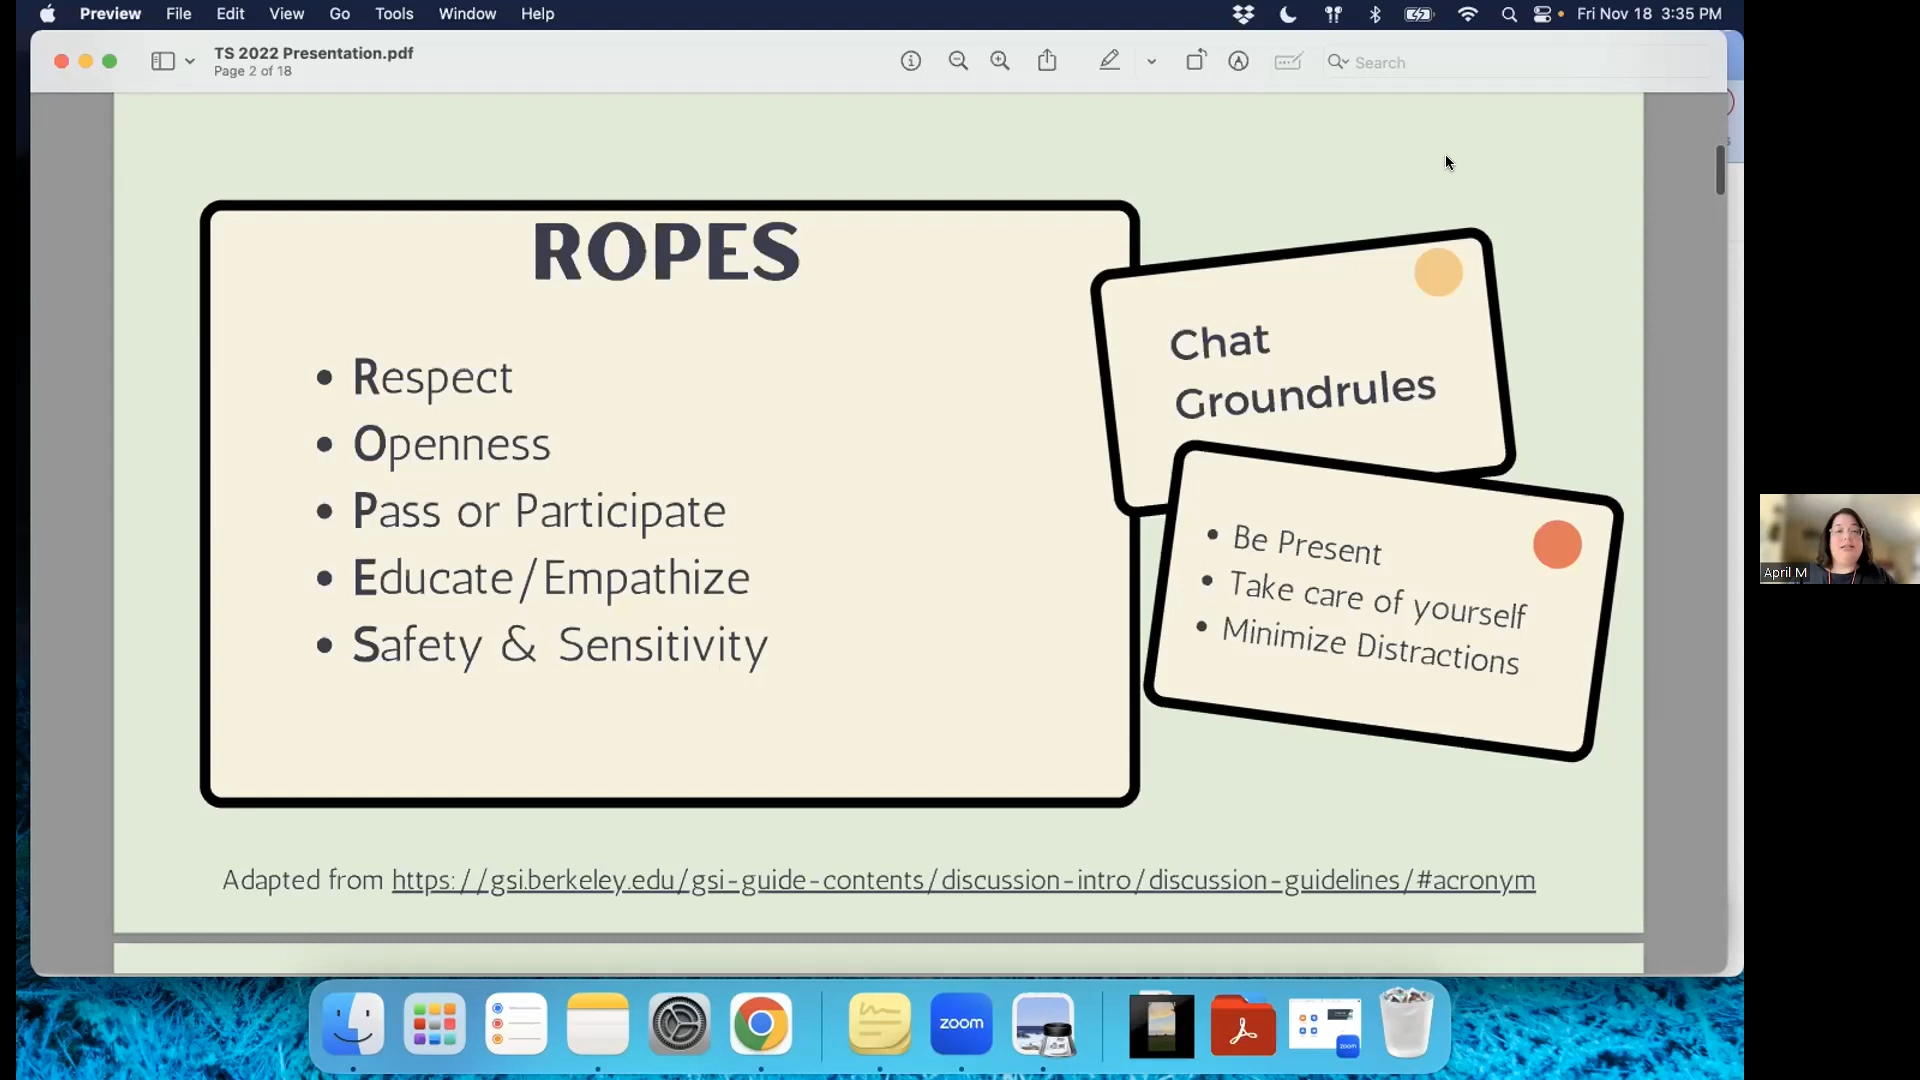 Preview File Edit View Go Tools Window Help
Fri Nov 18 3:35 PM
TS 2022 Presentation.pdf
Page 2 of 18
Search
ROPES
• Respect
• Openness
• Pass or Participate
• Educate/Empathize
• Safety & Sensitivity
Chat
Groundrules
• Be Present
• Take care of yourself
• Minimize Distractions
Adapted from https://gsi.berkeley.edu/gsi-guide-contents/discussion-intro/discussion-guidelines/#acronym
April M
zoom
zoom